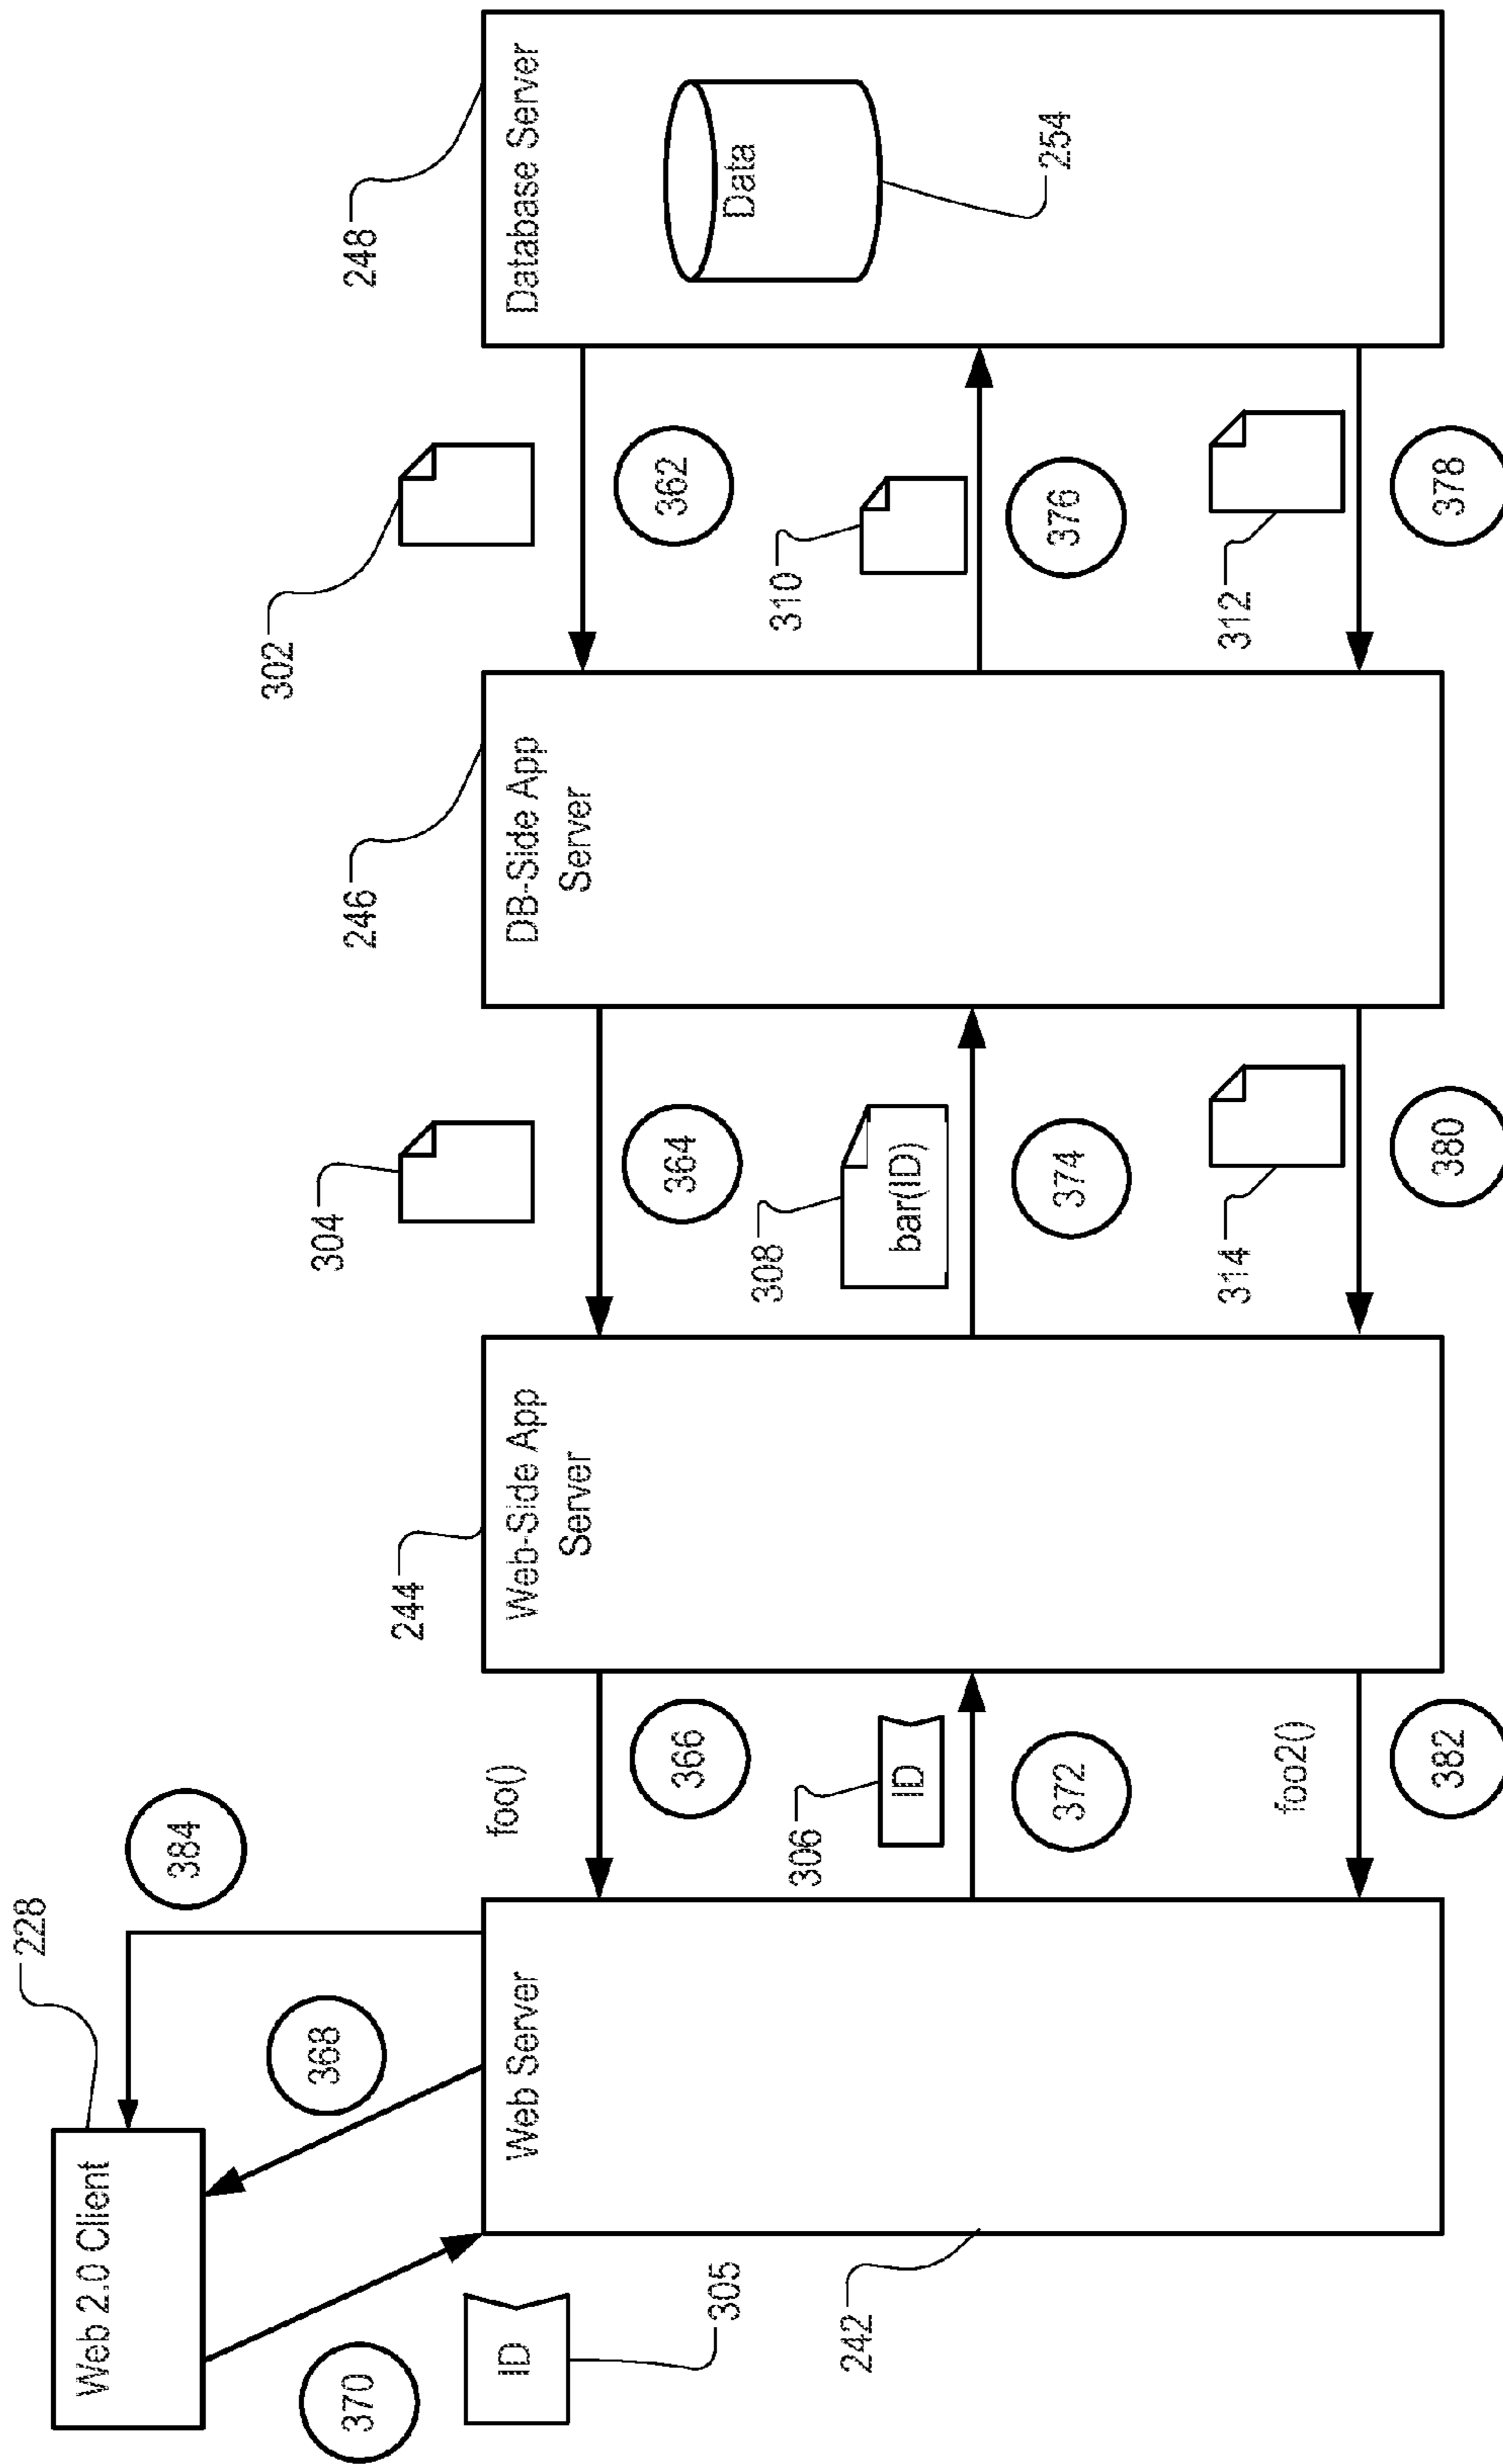 228
384
Web 2.0 Client
368
370
ID
305
302
248
304
246
244
foo()
Web Server
Web-Side App
Server
DB-Side App
Server
Database Server
Data
254
366
364
362
306
ID
308
bar(ID)
310
372
374
376
242
foo2()
314
312
382
380
378